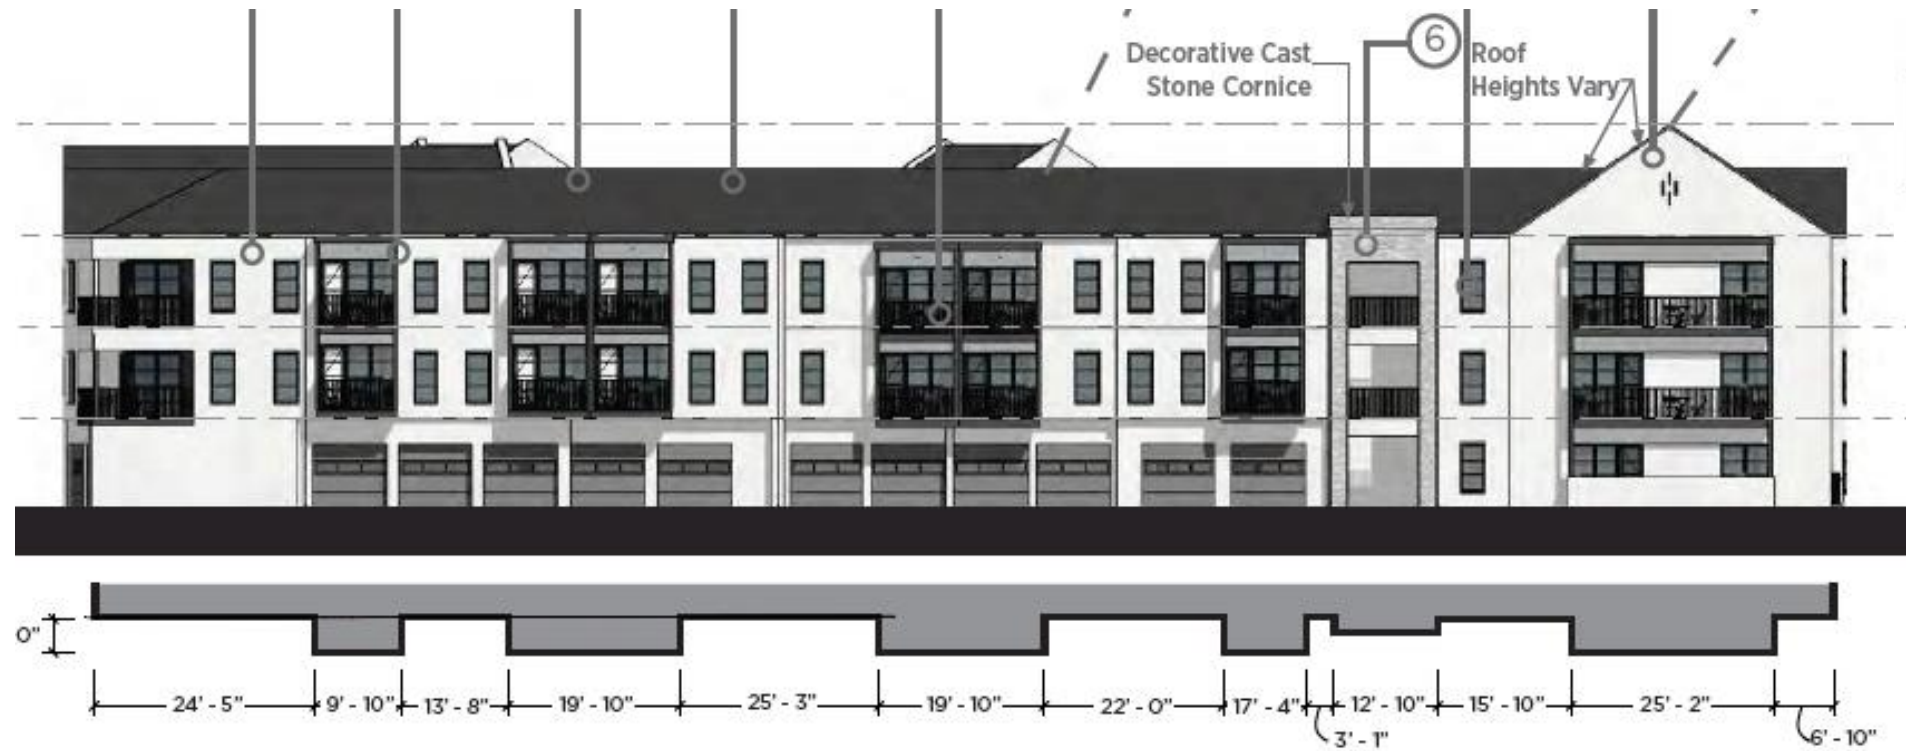 Decorative Cast
Stone Cornice
6
Roof
Heights Vary
0"
24' - 5"
9' - 10"
13' - 8"
19' - 10"
25' - 3"
19' - 10"
22' - 0"
17' - 4"
3' - 1"
12' - 10"
15' - 10"
25' - 2"
6' - 10"